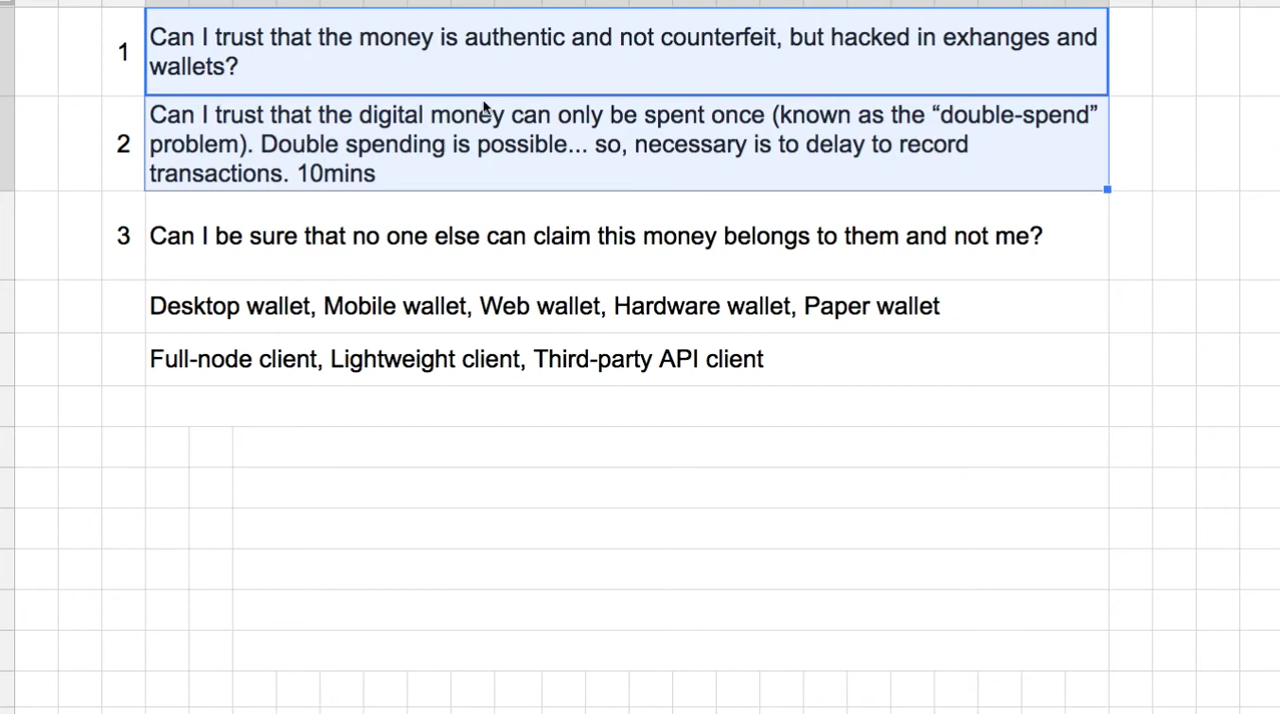 1 Can I trust that the money is authentic and not counterfeit, but hacked in exhanges and
wallets?
2 Can I trust that the digital money can only be spent once (known as the “double-spend”
problem). Double spending is possible... so, necessary is to delay to record
transactions. 10mins
3 Can I be sure that no one else can claim this money belongs to them and not me?
Desktop wallet, Mobile wallet, Web wallet, Hardware wallet, Paper wallet
Full-node client, Lightweight client, Third-party API client